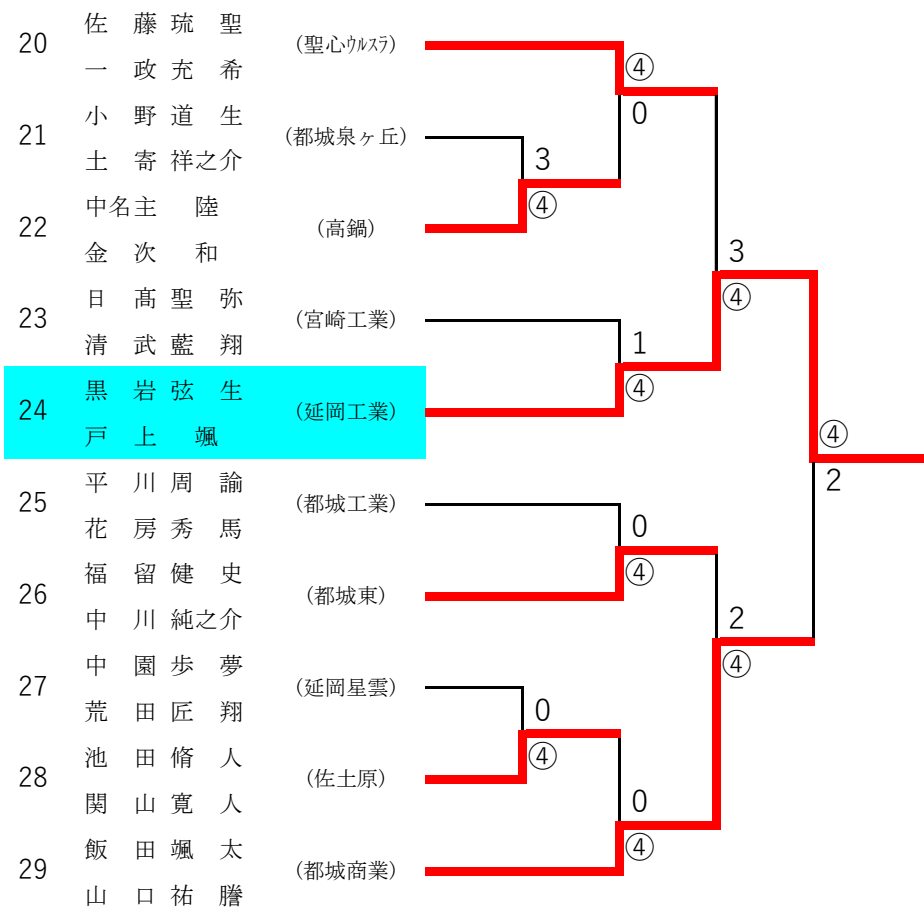 佐 藤 琉 聖
20 (聖心ウルスラ)
④
一 政 充 希
0
小 野 道 生
21 (都城泉ヶ丘)
3
土 寄 祥之介
④
中名主 陸
22 (高鍋)
金 次 和
3
日 髙 聖 弥
④
23 (宮崎工業)
1
清 武 藍 翔
④
黒 岩 弦 生
24 (延岡工業)
戸 上 颯
④
2
平 川 周 諭
25 (都城工業)
0
花 房 秀 馬
④
福 留 健 史
26 (都城東)
中 川 純之介
2
④
中 園 歩 夢
27 (延岡星雲)
0
荒 田 匠 翔
④
池 田 脩 人
28 (佐土原)
0
関 山 寛 人
④
飯 田 颯 太
29 (都城商業)
山 口 祐 謄